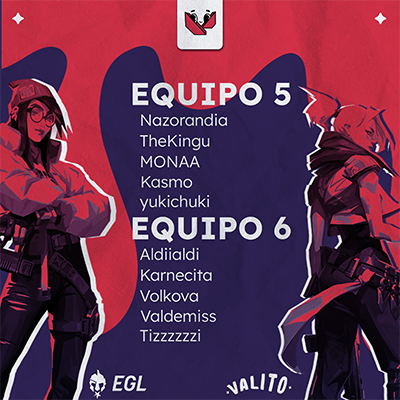 EQUIPO 5
Nazorandia
TheKingu
MONAA
Kasmo
yukichuki
EQUIPO 6
Aldiialdi
Karnecita
Volkova
Valdemiss
Tizzzzzzi
EGL
VALITO